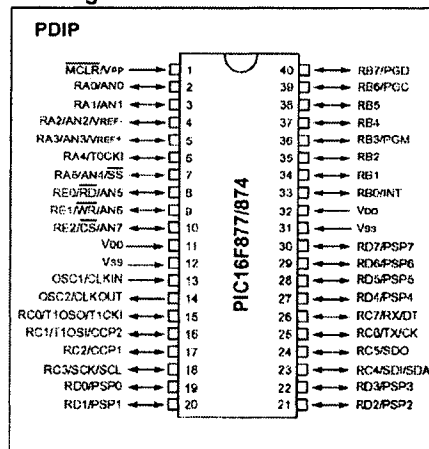 PDIP
MCLR/VPP 1 40 RB7/PGD
RA0/AN0 2 39 RB6/PGC
RA1/AN1 3 38 RB5
RA2/AN2/VREF- 4 37 RB4
RA3/AN3/VREF+ 5 36 RB3/PGM
RA4/T0CKI 6 35 RB2
RA5/AN4/SS 7 34 RB1
RE0/RD/AN5 8 33 RB0/INT
RE1/WR/AN6 9 32 VDD
RE2/CS/AN7 10 31 VSS
VDD 11 30 RD7/PSP7
VSS 12 29 RD6/PSP6
OSC1/CLKIN 13 28 RD5/PSP5
OSC2/CLKOUT 14 27 RD4/PSP4
RC0/T1OSO/T1CKI 15 26 RC7/RX/DT
RC1/T1OSI/CCP2 16 25 RC6/TX/CK
RC2/CCP1 17 24 RC5/SDO
RC3/SCK/SCL 18 23 RC4/SDI/SDA
RD0/PSP0 19 22 RD3/PSP3
RD1/PSP1 20 21 RD2/PSP2
PIC16F877/874